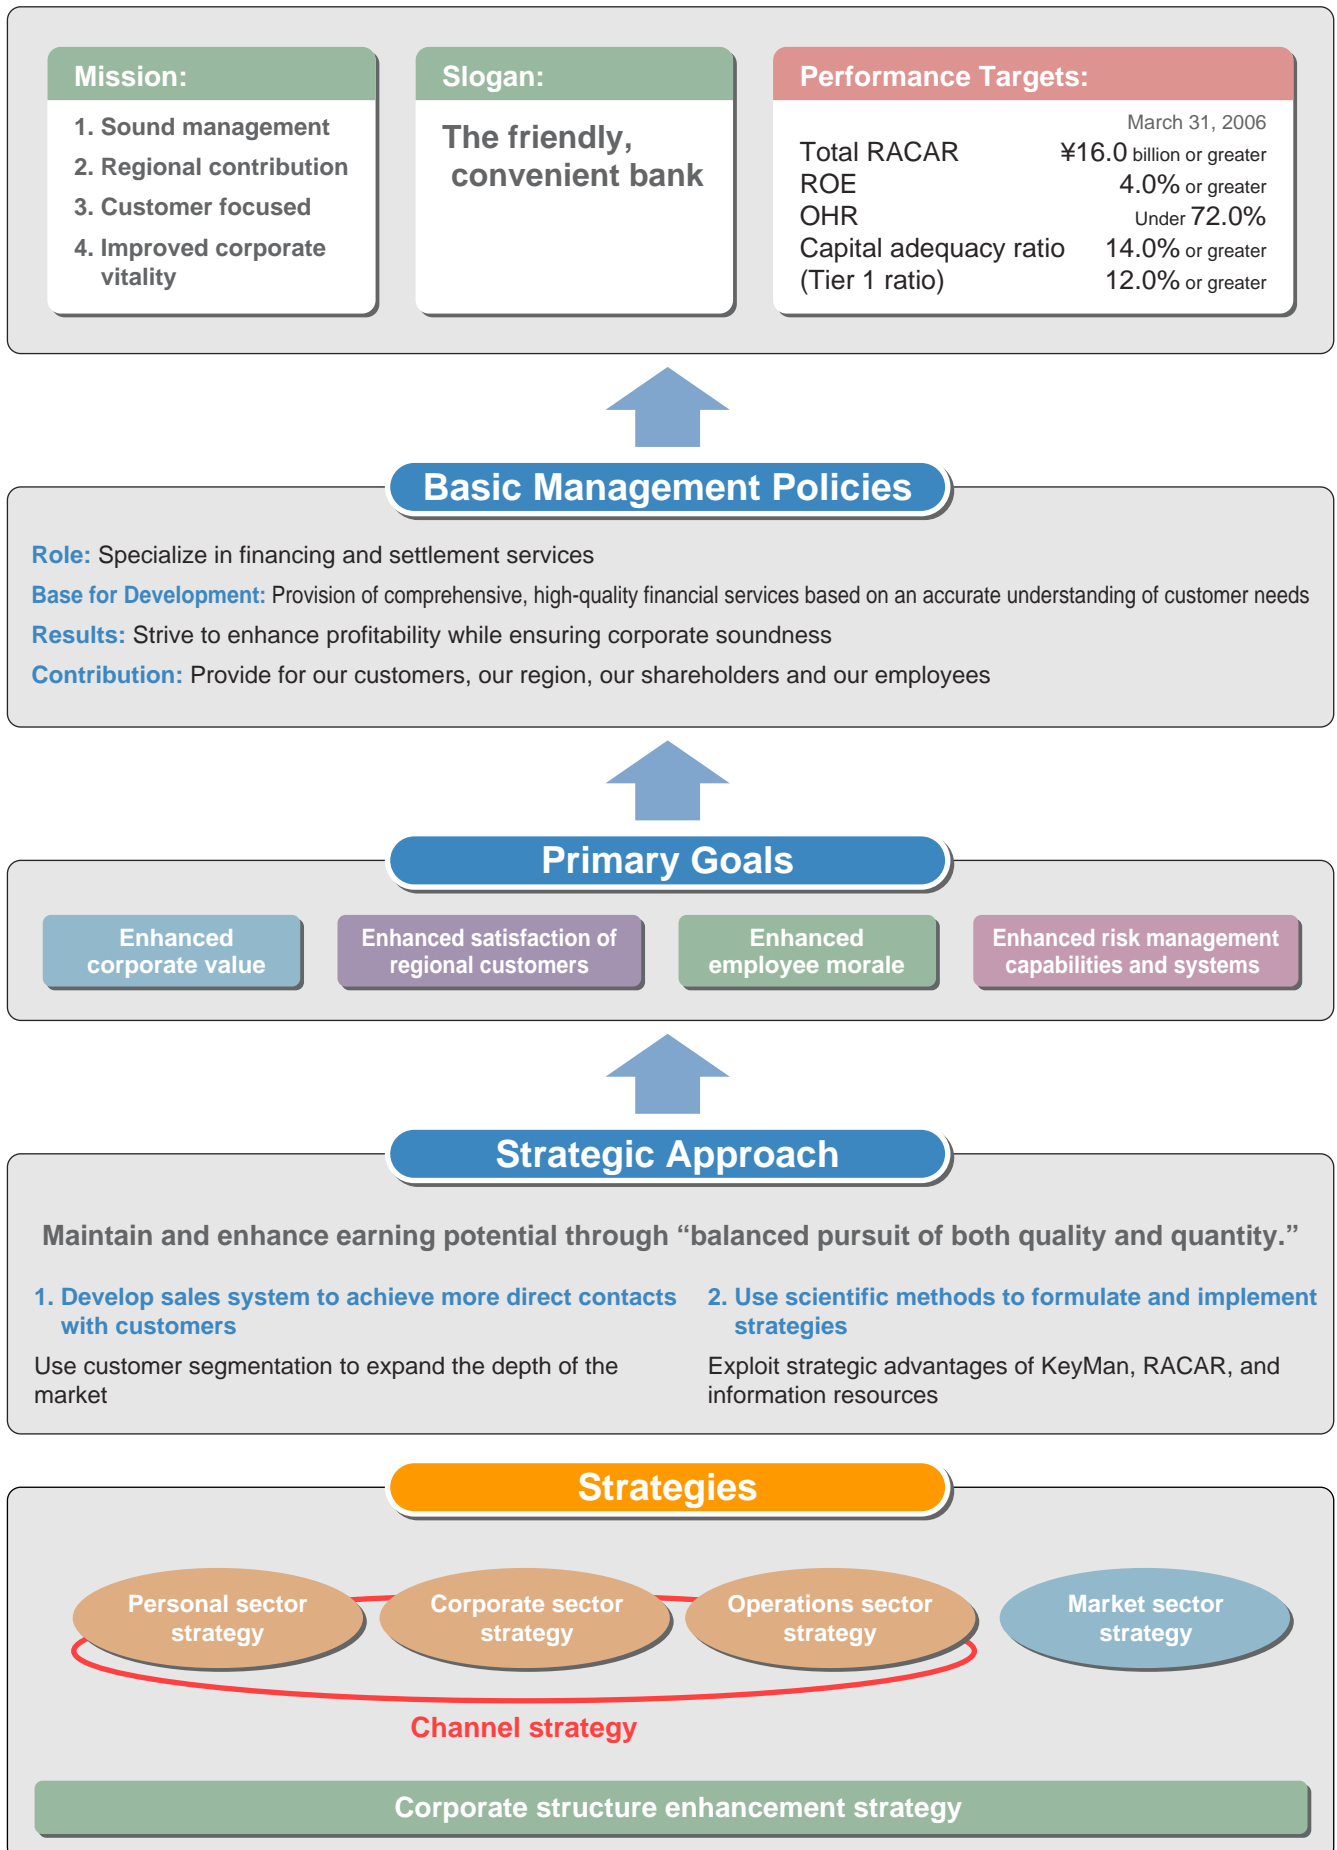 Mission:
1. Sound management
2. Regional contribution
3. Customer focused
4. Improved corporate
vitality
Slogan:
The friendly,
convenient bank
Performance Targets:
March 31, 2006
Total RACAR ¥16.0 billion or greater
ROE 4.0% or greater
OHR Under 72.0%
Capital adequacy ratio 14.0% or greater
(Tier 1 ratio) 12.0% or greater
Basic Management Policies
Role: Specialize in financing and settlement services
Base for Development: Provision of comprehensive, high-quality financial services based on an accurate understanding of customer needs
Results: Strive to enhance profitability while ensuring corporate soundness
Contribution: Provide for our customers, our region, our shareholders and our employees
Primary Goals
Enhanced
corporate value
Enhanced satisfaction of
regional customers
Enhanced
employee morale
Enhanced risk management
capabilities and systems
Strategic Approach
Maintain and enhance earning potential through “balanced pursuit of both quality and quantity.”
1. Develop sales system to achieve more direct contacts
with customers
Use customer segmentation to expand the depth of the
market
2. Use scientific methods to formulate and implement
strategies
Exploit strategic advantages of KeyMan, RACAR, and
information resources
Strategies
Personal sector
strategy
Corporate sector
strategy
Operations sector
strategy
Market sector
strategy
Channel strategy
Corporate structure enhancement strategy